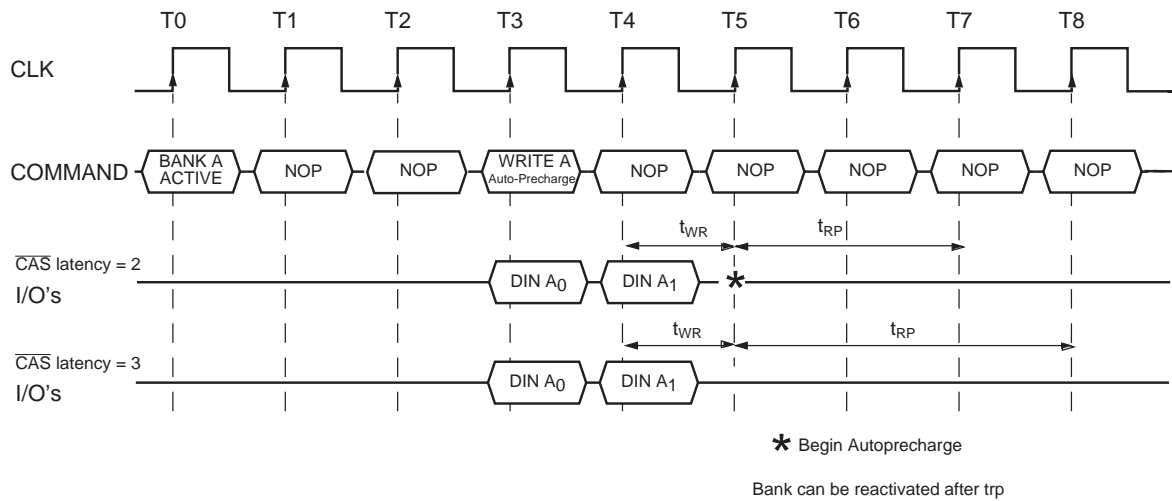 T0 T1 T2 T3 T4 T5 T6 T7 T8
CLK
COMMAND
BANK A
ACTIVE
NOP
NOP
WRITE A
Auto-Precharge
NOP
NOP
NOP
NOP
NOP
tWR
tRP
CAS latency = 2
I/O's
DIN A0
DIN A1
*
tWR
tRP
CAS latency = 3
I/O's
DIN A0
DIN A1
* Begin Autoprecharge
Bank can be reactivated after trp